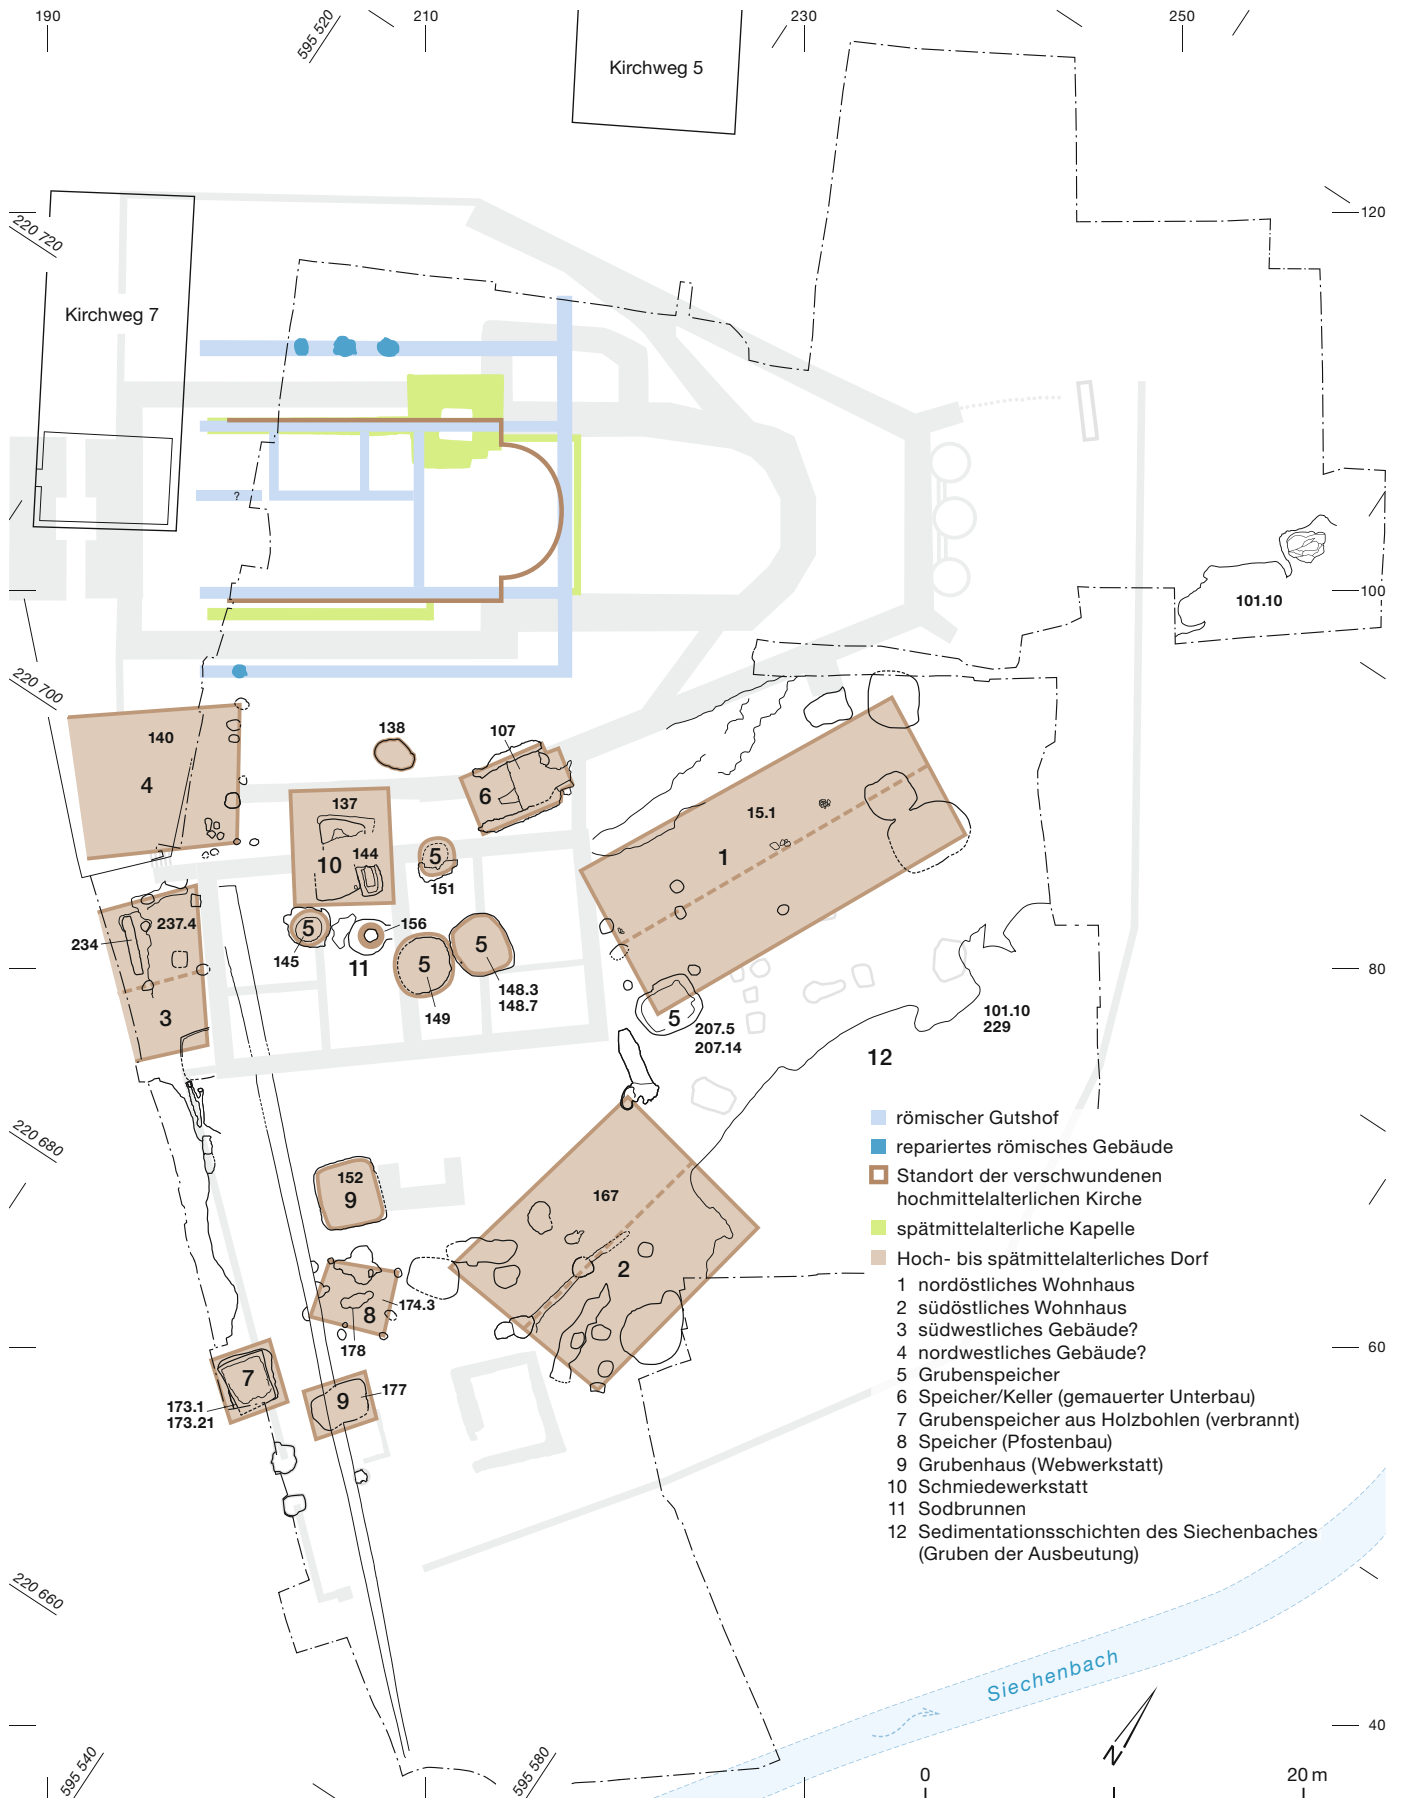 190
210
230
250
595 520
Kirchweg 5
120
220 720
Kirchweg 7
?
100
101.10
220 700
140
4
138
107
6
137
10
144
5
151
15.1
1
237.4
234
3
5
145
11
156
5
149
5
148.3
148.7
80
5
207.5
207.14
101.10
229
12
220 680
152
9
167
2
174.3
8
178
7
173.1
173.21
9
177
60
römischer Gutshof
repariertes römisches Gebäude
Standort der verschwundenen
hochmittelalterlichen Kirche
spätmittelalterliche Kapelle
Hoch- bis spätmittelalterliches Dorf
1 nordöstliches Wohnhaus
2 südöstliches Wohnhaus
3 südwestliches Gebäude?
4 nordwestliches Gebäude?
5 Grubenspeicher
6 Speicher/Keller (gemauerter Unterbau)
7 Grubenspeicher aus Holzbohlen (verbrannt)
8 Speicher (Pfostenbau)
9 Grubenhaus (Webwerkstatt)
10 Schmiedewerkstatt
11 Sodbrunnen
12 Sedimentationsschichten des Siechenbaches
(Gruben der Ausbeutung)
220 660
Siechenbach
40
595 540
595 580
N
0
20 m